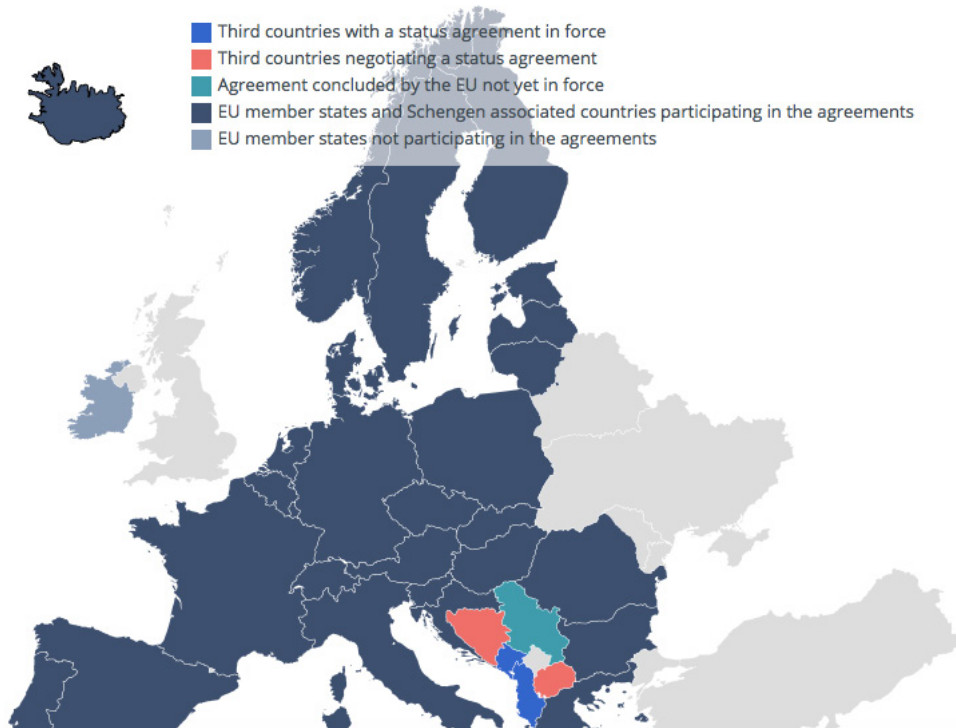 Third countries with a status agreement in force
Third countries negotiating a status agreement
Agreement concluded by the EU not yet in force
EU member states and Schengen associated countries participating in the agreements
EU member states not participating in the agreements